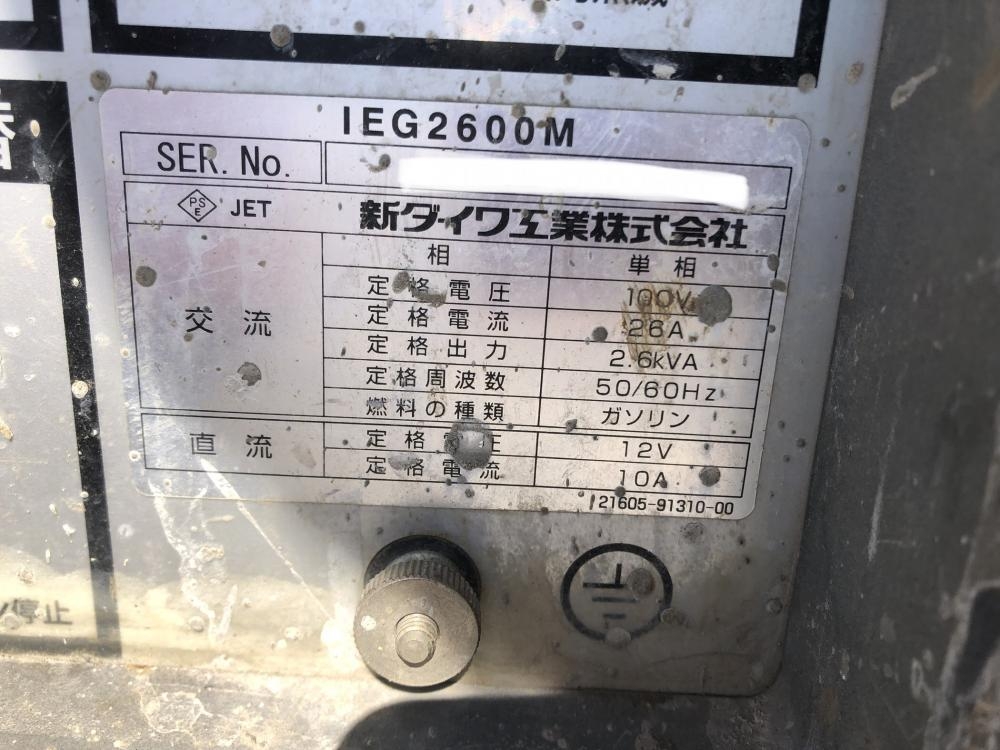 IEG2600M
SER. No.
PS E JET 新ダイワ工業株式会社
交流
相 単相
定格電圧 100V
定格電流 26A
定格出力 2.6kVA
定格周波数 50/60Hz
燃料の種類 ガソリン
直流
定格電圧 12V
定格電流 10A
21605-91310-00
停止